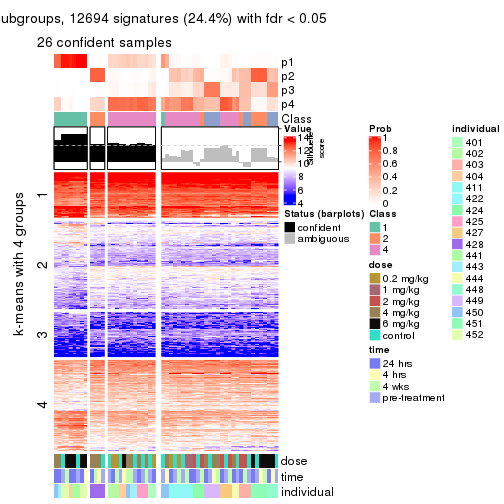 ubgroups, 12694 signatures (24.4%) with fdr < 0.05
26 confident samples
p1
p2
p3
p4
Class
k-means with 4 groups
1
2
3
4
dose
time
individual
Value
14
8
6
4
Silhouette
score
Status (barplots)
confident
ambiguous
dose
0.2 mg/kg
1 mg/kg
2 mg/kg
4 mg/kg
6 mg/kg
control
time
24 hrs
4 hrs
4 wks
pre-treatment
Prob
1
0.8
0.6
0.4
0.2
0
Class
1
2
4
individual
401
402
403
404
411
422
424
425
427
428
441
443
444
448
449
450
451
452